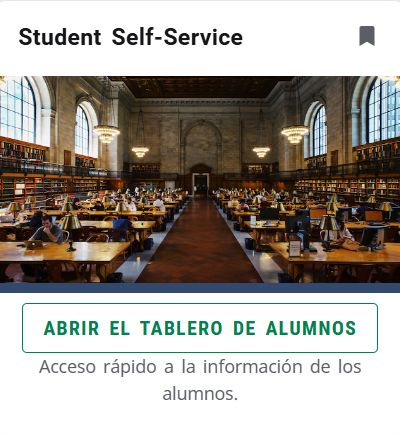 Student Self-Service
ABRIR EL TABLERO DE ALUMNOS
Acceso rápido a la información de los
alumnos.